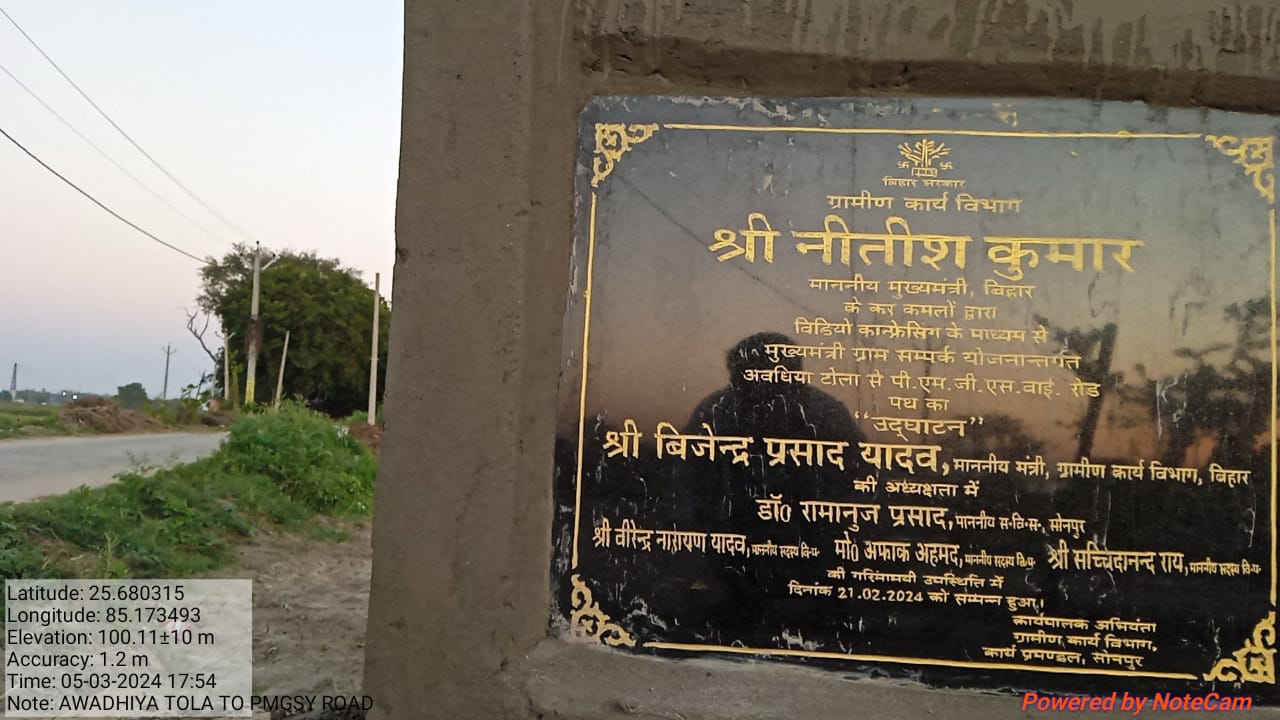 बिहार सरकार
ग्रामीण कार्य विभाग
श्री नीतीश कुमार
माननीय मुख्यमंत्री, बिहार
के कर कमलों द्वारा
विडियो कान्फ्रेसिंग के माध्यम से
मुख्यमंत्री ग्राम सम्पर्क योजनान्तर्गत
अवधिया टोला से पी.एम.जी.एस.वाई. रोड
पथ का
"उद्घाटन"
श्री बिजेन्द्र प्रसाद यादव, माननीय मंत्री, ग्रामीण कार्य विभाग, बिहार
की अध्यक्षता में
डॉ0 रामानुज प्रसाद, माननीय स.वि.स., सोनपुर
श्री वीरेन्द्र नारायण यादव, माननीय सदस्य वि.प. मो0 अफाक अहमद, माननीय सदस्य वि.प. श्री सच्चिदानन्द राय, माननीय सदस्य वि.प.
की गरिमामयी उपस्थिति में
दिनांक 21.02.2024 को सम्पन्न हुआ।
कार्यपालक अभियंता
ग्रामीण कार्य विभाग,
कार्य प्रमण्डल, सोनपुर
Latitude: 25.680315
Longitude: 85.173493
Elevation: 100.11±10 m
Accuracy: 1.2 m
Time: 05-03-2024 17:54
Note: AWADHIYA TOLA TO PMGSY ROAD
Powered by NoteCam